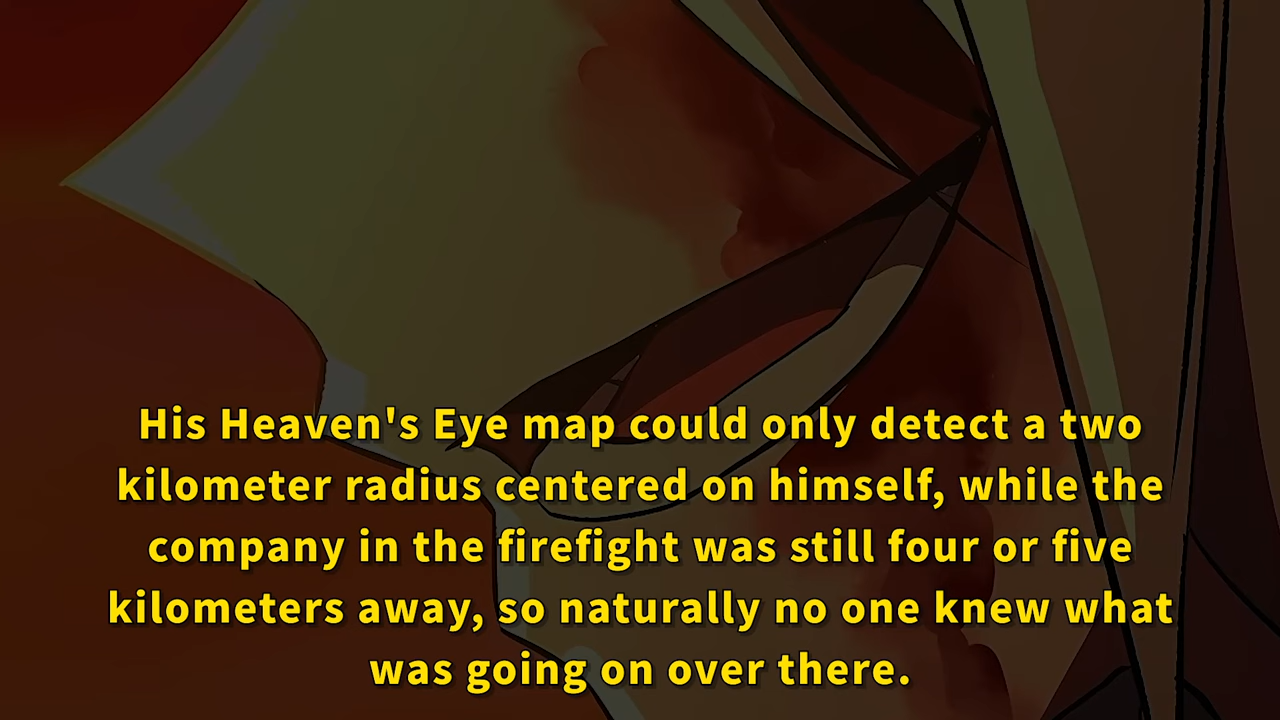 His Heaven's Eye map could only detect a two
kilometer radius centered on himself, while the
company in the firefight was still four or five
kilometers away, so naturally no one knew what
was going on over there.